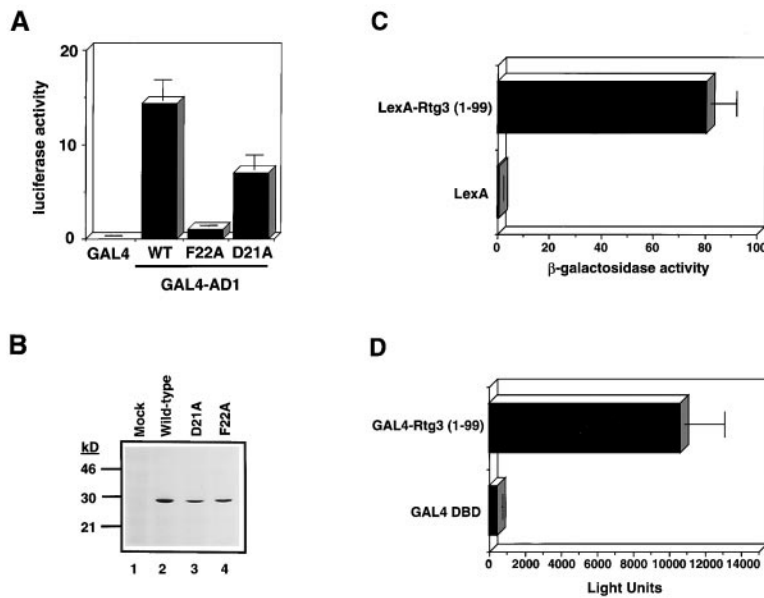 A
luciferase activity
20
10
0
GAL4 WT F22A D21A
GAL4-AD1
B
Mock
Wild-type
D21A
F22A
kD
46
30
21
1 2 3 4
C
LexA-Rtg3 (1-99)
LexA
0 20 40 60 80 100
β-galactosidase activity
D
GAL4-Rtg3 (1-99)
GAL4 DBD
0 2000 4000 6000 8000 10000 12000 14000
Light Units